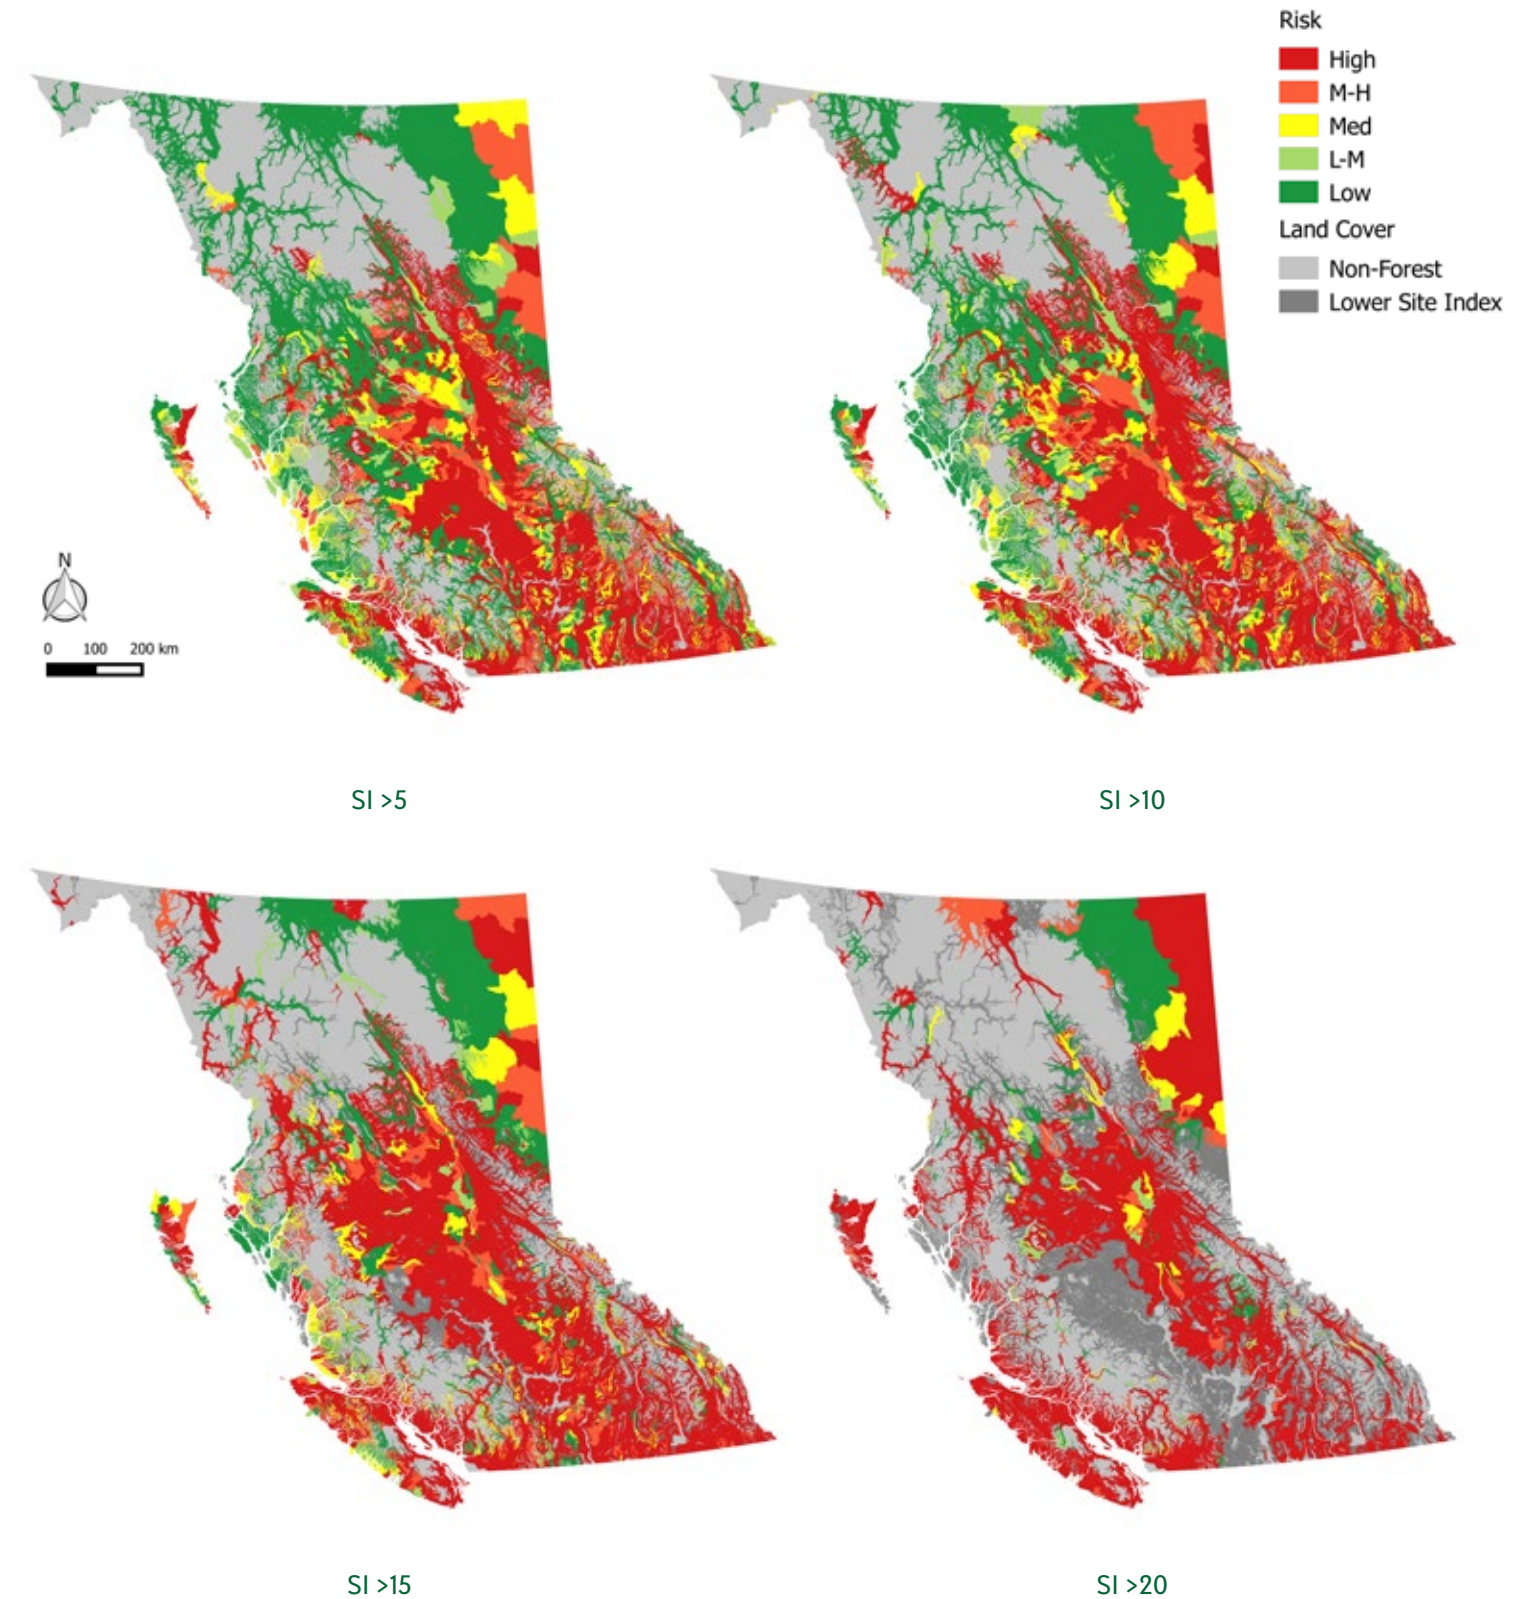 Risk
High
M-H
Med
L-M
Low
Land Cover
Non-Forest
Lower Site Index
N
0 100 200 km
SI >5
SI >10
SI >15
SI >20